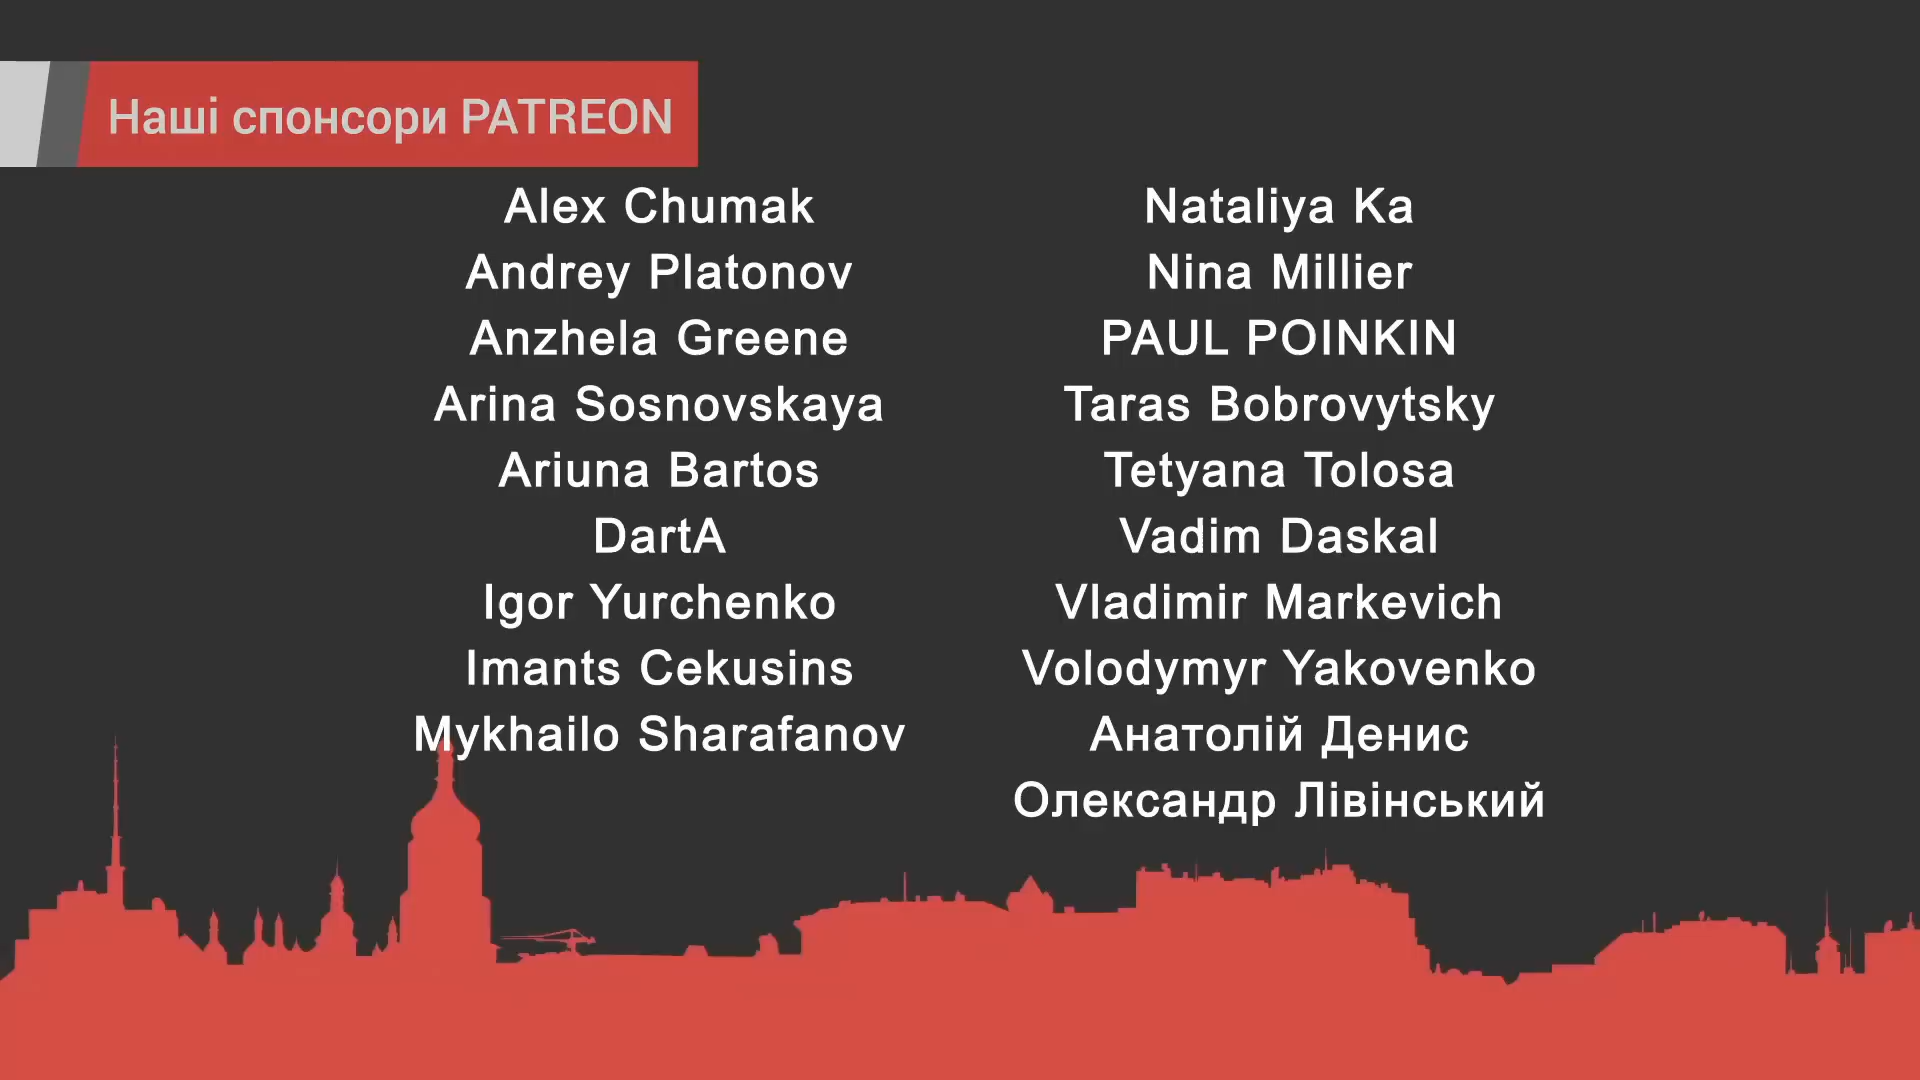 Наші спонсори PATREON
Alex Chumak
Andrey Platonov
Anzhela Greene
Arina Sosnovskaya
Ariuna Bartos
DartA
Igor Yurchenko
Imants Cekusins
Mykhailo Sharafanov
Nataliya Ka
Nina Millier
PAUL POINKIN
Taras Bobrovytsky
Tetyana Tolosa
Vadim Daskal
Vladimir Markevich
Volodymyr Yakovenko
Анатолій Денис
Олександр Лівінський